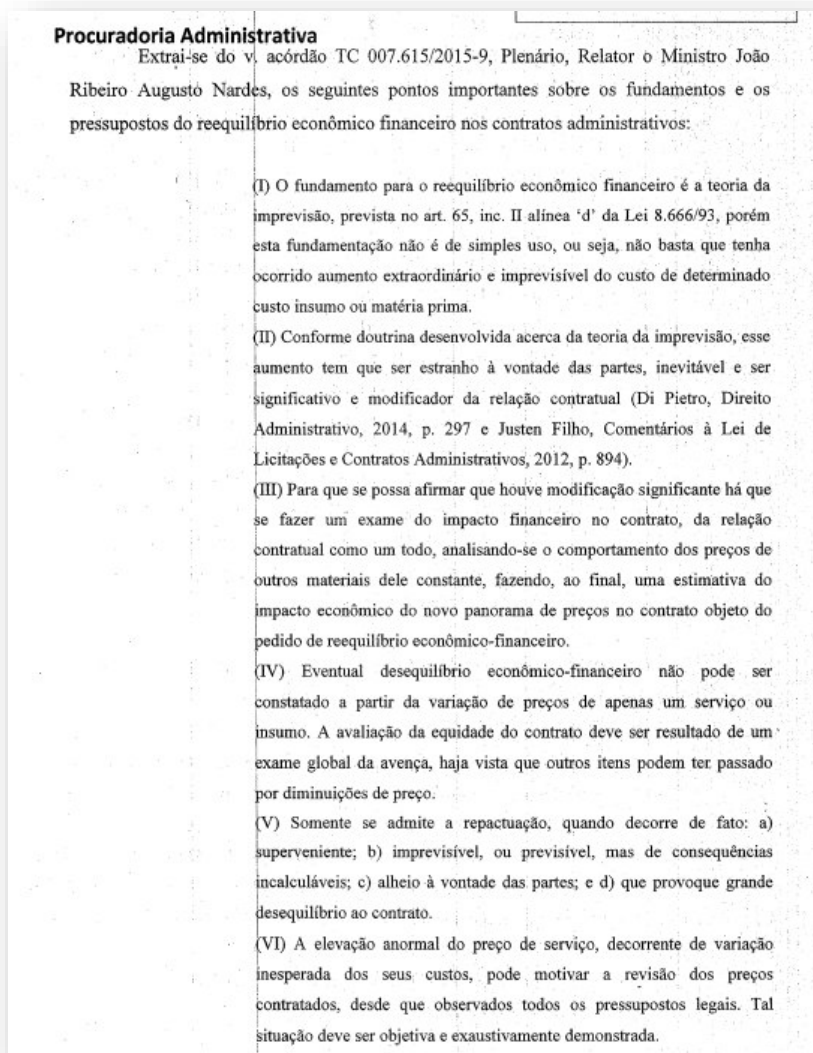 Procuradoria Administrativa
Extrai-se do v. acórdão TC 007.615/2015-9, Plenário, Relator o Ministro João
Ribeiro Augusto Nardes, os seguintes pontos importantes sobre os fundamentos e os
pressupostos do reequilíbrio econômico financeiro nos contratos administrativos:
(I) O fundamento para o reequilíbrio econômico financeiro é a teoria da
imprevisão, prevista no art. 65, inc. II alínea ‘d’ da Lei 8.666/93, porém
esta fundamentação não é de simples uso, ou seja, não basta que tenha
ocorrido aumento extraordinário e imprevisível do custo de determinado
custo insumo ou matéria prima.
(II) Conforme doutrina desenvolvida acerca da teoria da imprevisão, esse
aumento tem que ser estranho à vontade das partes, inevitável e ser
significativo e modificador da relação contratual (Di Pietro, Direito
Administrativo, 2014, p. 297 e Justen Filho, Comentários à Lei de
Licitações e Contratos Administrativos, 2012, p. 894).
(III) Para que se possa afirmar que houve modificação significante há que
se fazer um exame do impacto financeiro no contrato, da relação
contratual como um todo, analisando-se o comportamento dos preços de
outros materiais dele constante, fazendo, ao final, uma estimativa do
impacto econômico do novo panorama de preços no contrato objeto do
pedido de reequilíbrio econômico-financeiro.
(IV) Eventual desequilíbrio econômico-financeiro não pode ser
constatado a partir da variação de preços de apenas um serviço ou
insumo. A avaliação da equidade do contrato deve ser resultado de um
exame global da avença, haja vista que outros itens podem ter passado
por diminuições de preço.
(V) Somente se admite a repactuação, quando decorre de fato: a)
superveniente; b) imprevisível, ou previsível, mas de consequências
incalculáveis; c) alheio à vontade das partes; e d) que provoque grande
desequilíbrio ao contrato.
(VI) A elevação anormal do preço de serviço, decorrente de variação
inesperada dos seus custos, pode motivar a revisão dos preços
contratados, desde que observados todos os pressupostos legais. Tal
situação deve ser objetiva e exaustivamente demonstrada.